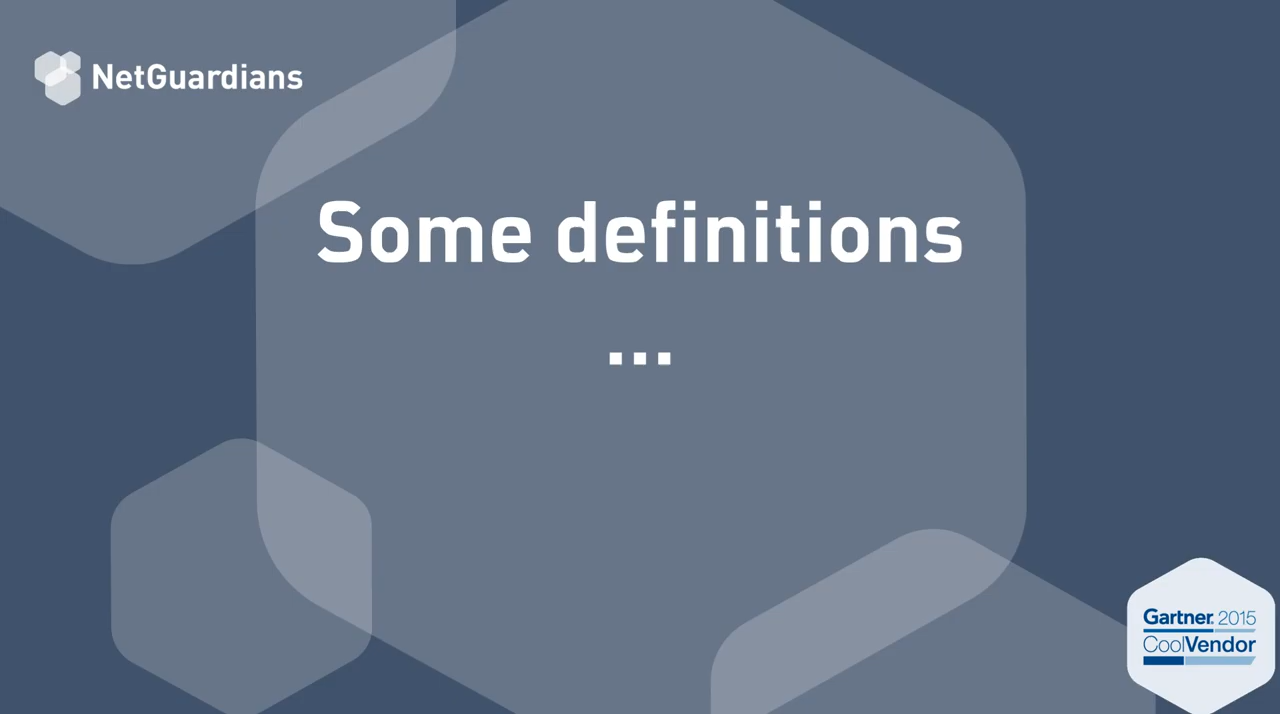 NetGuardians
Some definitions
...
Gartner. 2015
CoolVendor